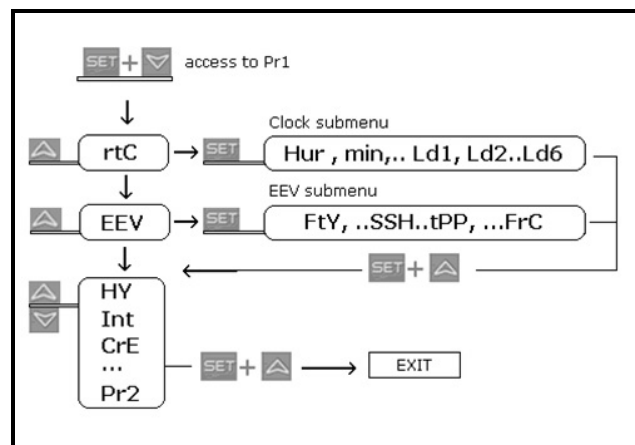 SET + access to Pr1
Clock submenu
rtC SET Hur , min,.. Ld1, Ld2..Ld6
EEV submenu
EEV SET FtY, ..SSH..tPP, ...FrC
SET +
HY
Int
CrE
...
Pr2
SET + EXIT